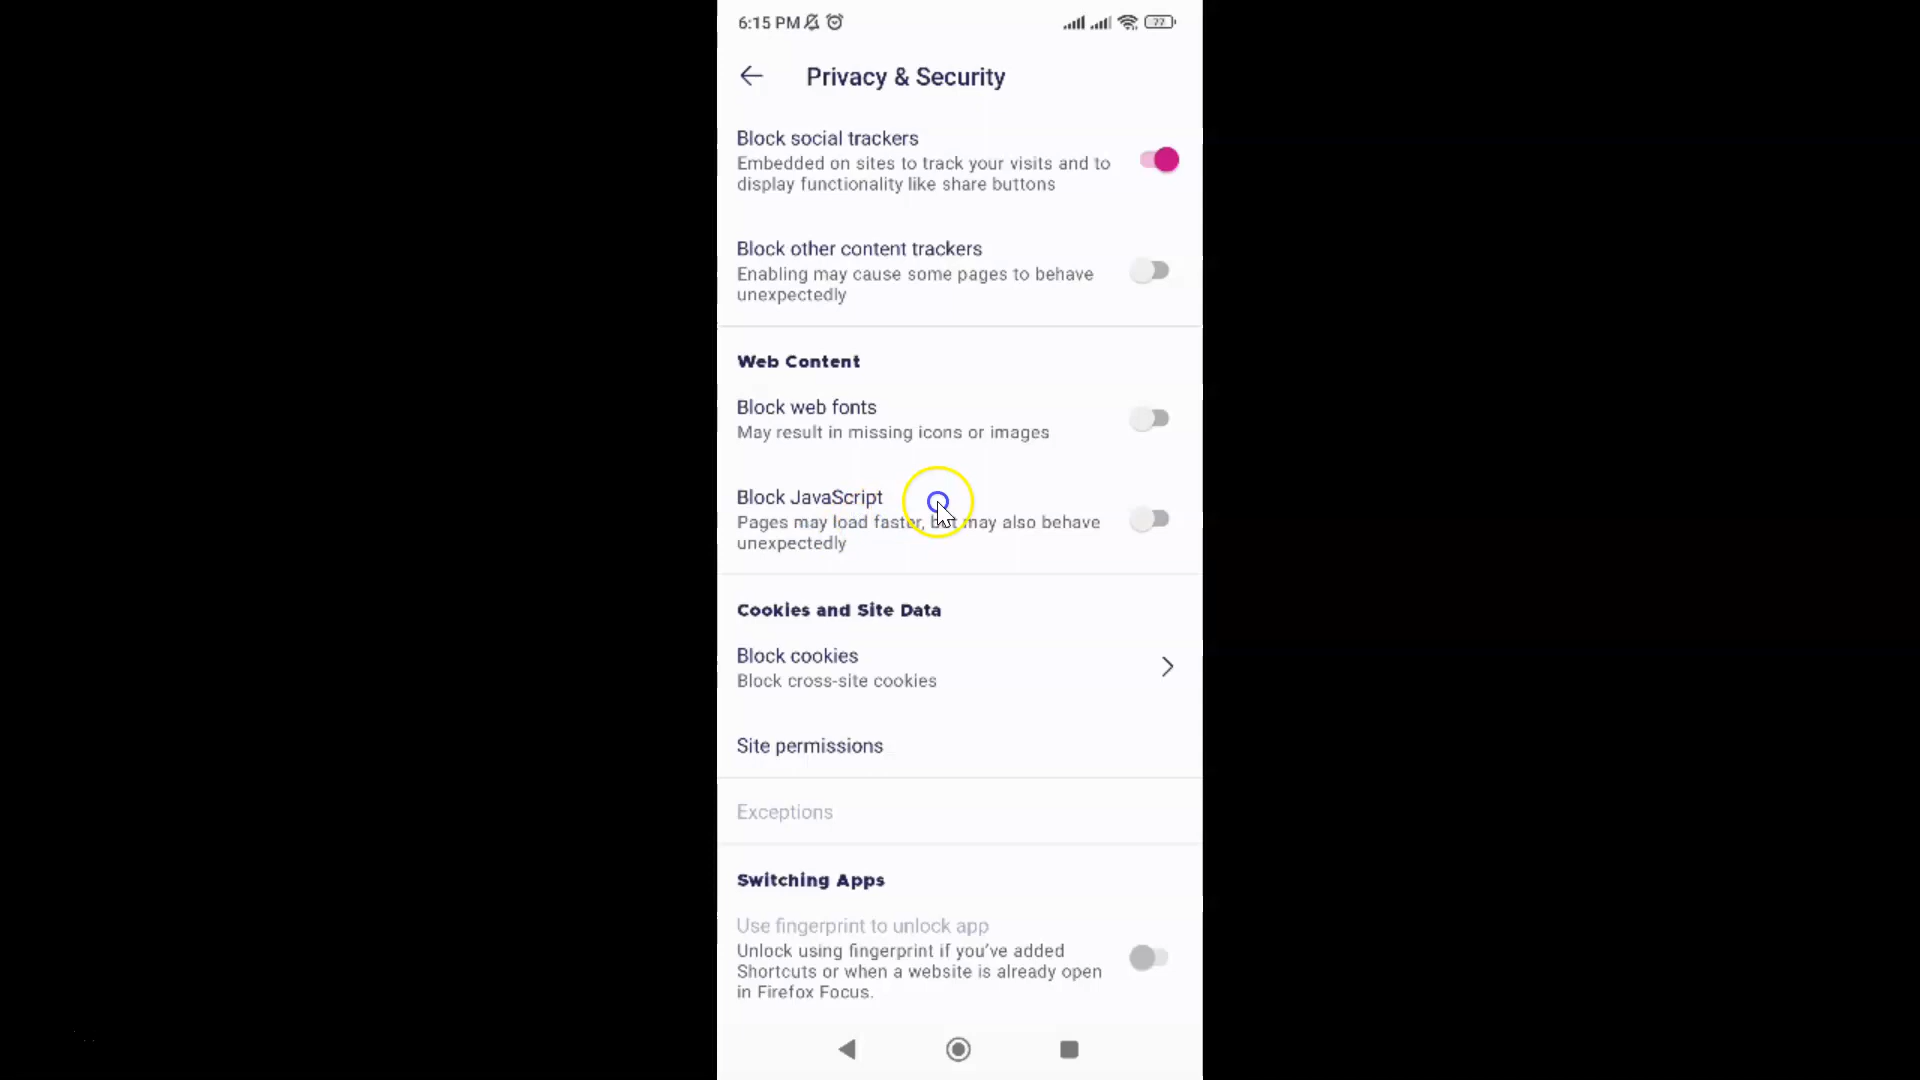 6:15 PM
77
Privacy & Security
Block social trackers
Embedded on sites to track your visits and to
display functionality like share buttons
Block other content trackers
Enabling may cause some pages to behave
unexpectedly
Web Content
Block web fonts
May result in missing icons or images
Block JavaScript
Pages may load faster, but may also behave
unexpectedly
Cookies and Site Data
Block cookies
Block cross-site cookies
Site permissions
Exceptions
Switching Apps
Use fingerprint to unlock app
Unlock using fingerprint if you’ve added
Shortcuts or when a website is already open
in Firefox Focus.